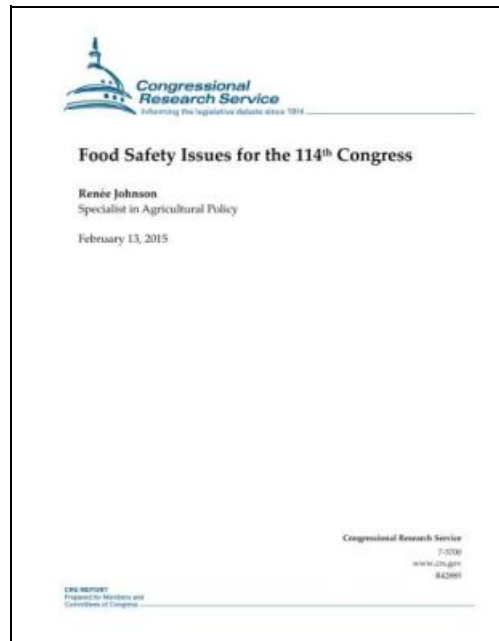 Congressional
Research Service
Informing the legislative debate since 1914
Food Safety Issues for the 114th Congress
Renée Johnson
Specialist in Agricultural Policy
February 13, 2015
Congressional Research Service
7-5700
www.crs.gov
CRS REPORT
Prepared for Members and
Committees of Congress